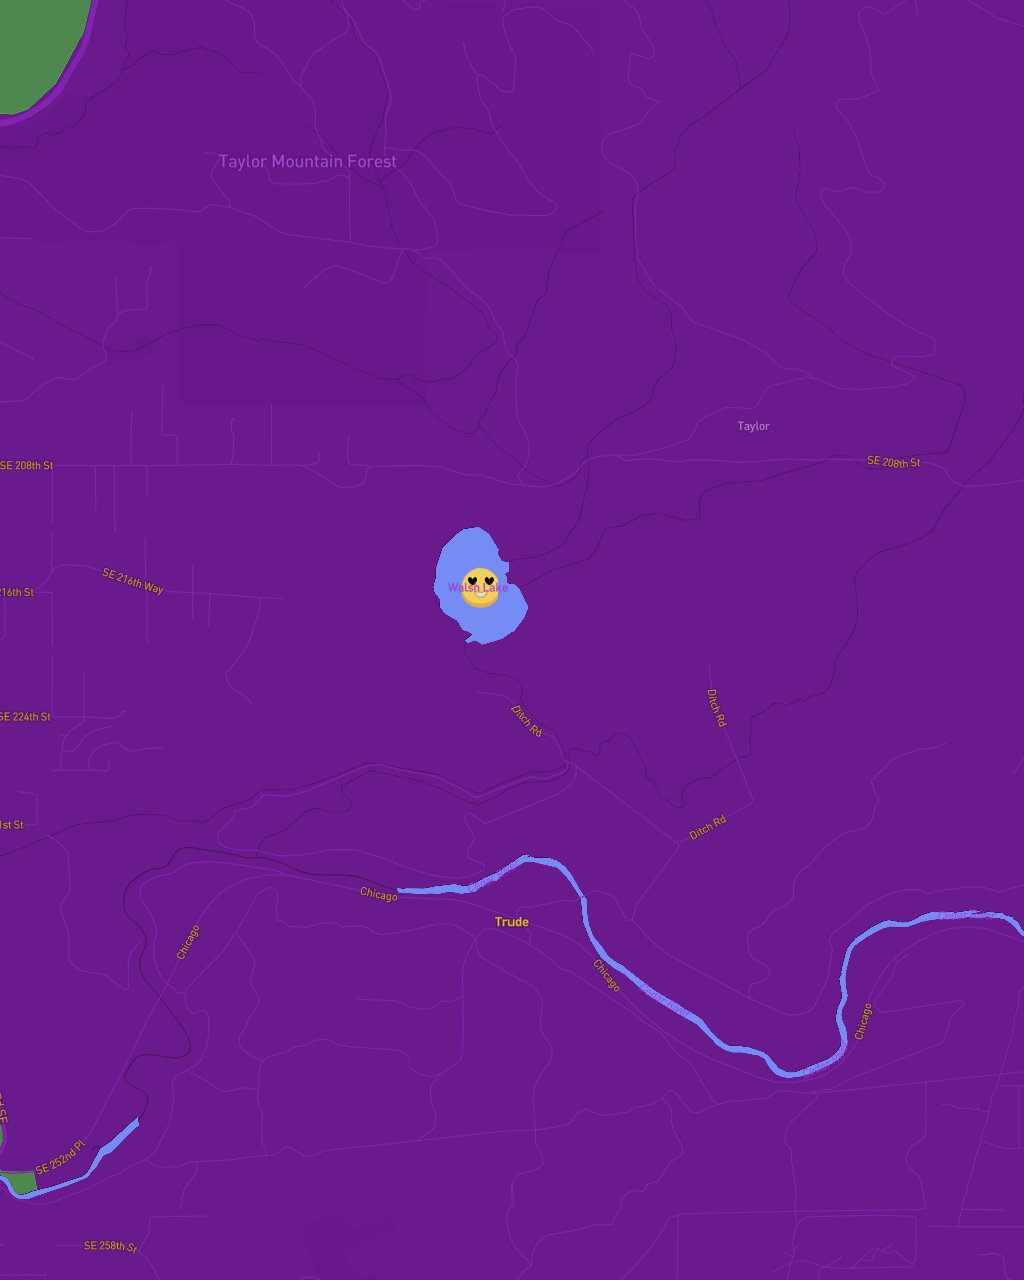 Taylor Mountain Forest
Taylor
SE 208th St
SE 208th St
SE 216th Way
216th St
Walsh Lake
SE 224th St
Ditch Rd
Ditch Rd
Ditch Rd
1st St
Chicago
Trude
Chicago
Chicago
Chicago
SE 252nd Pl
SE 258th St